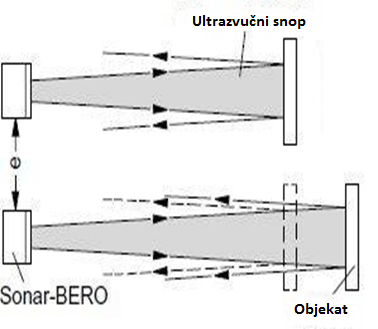 Ultrazvučni snop
e
Sonar-BERO
Objekat